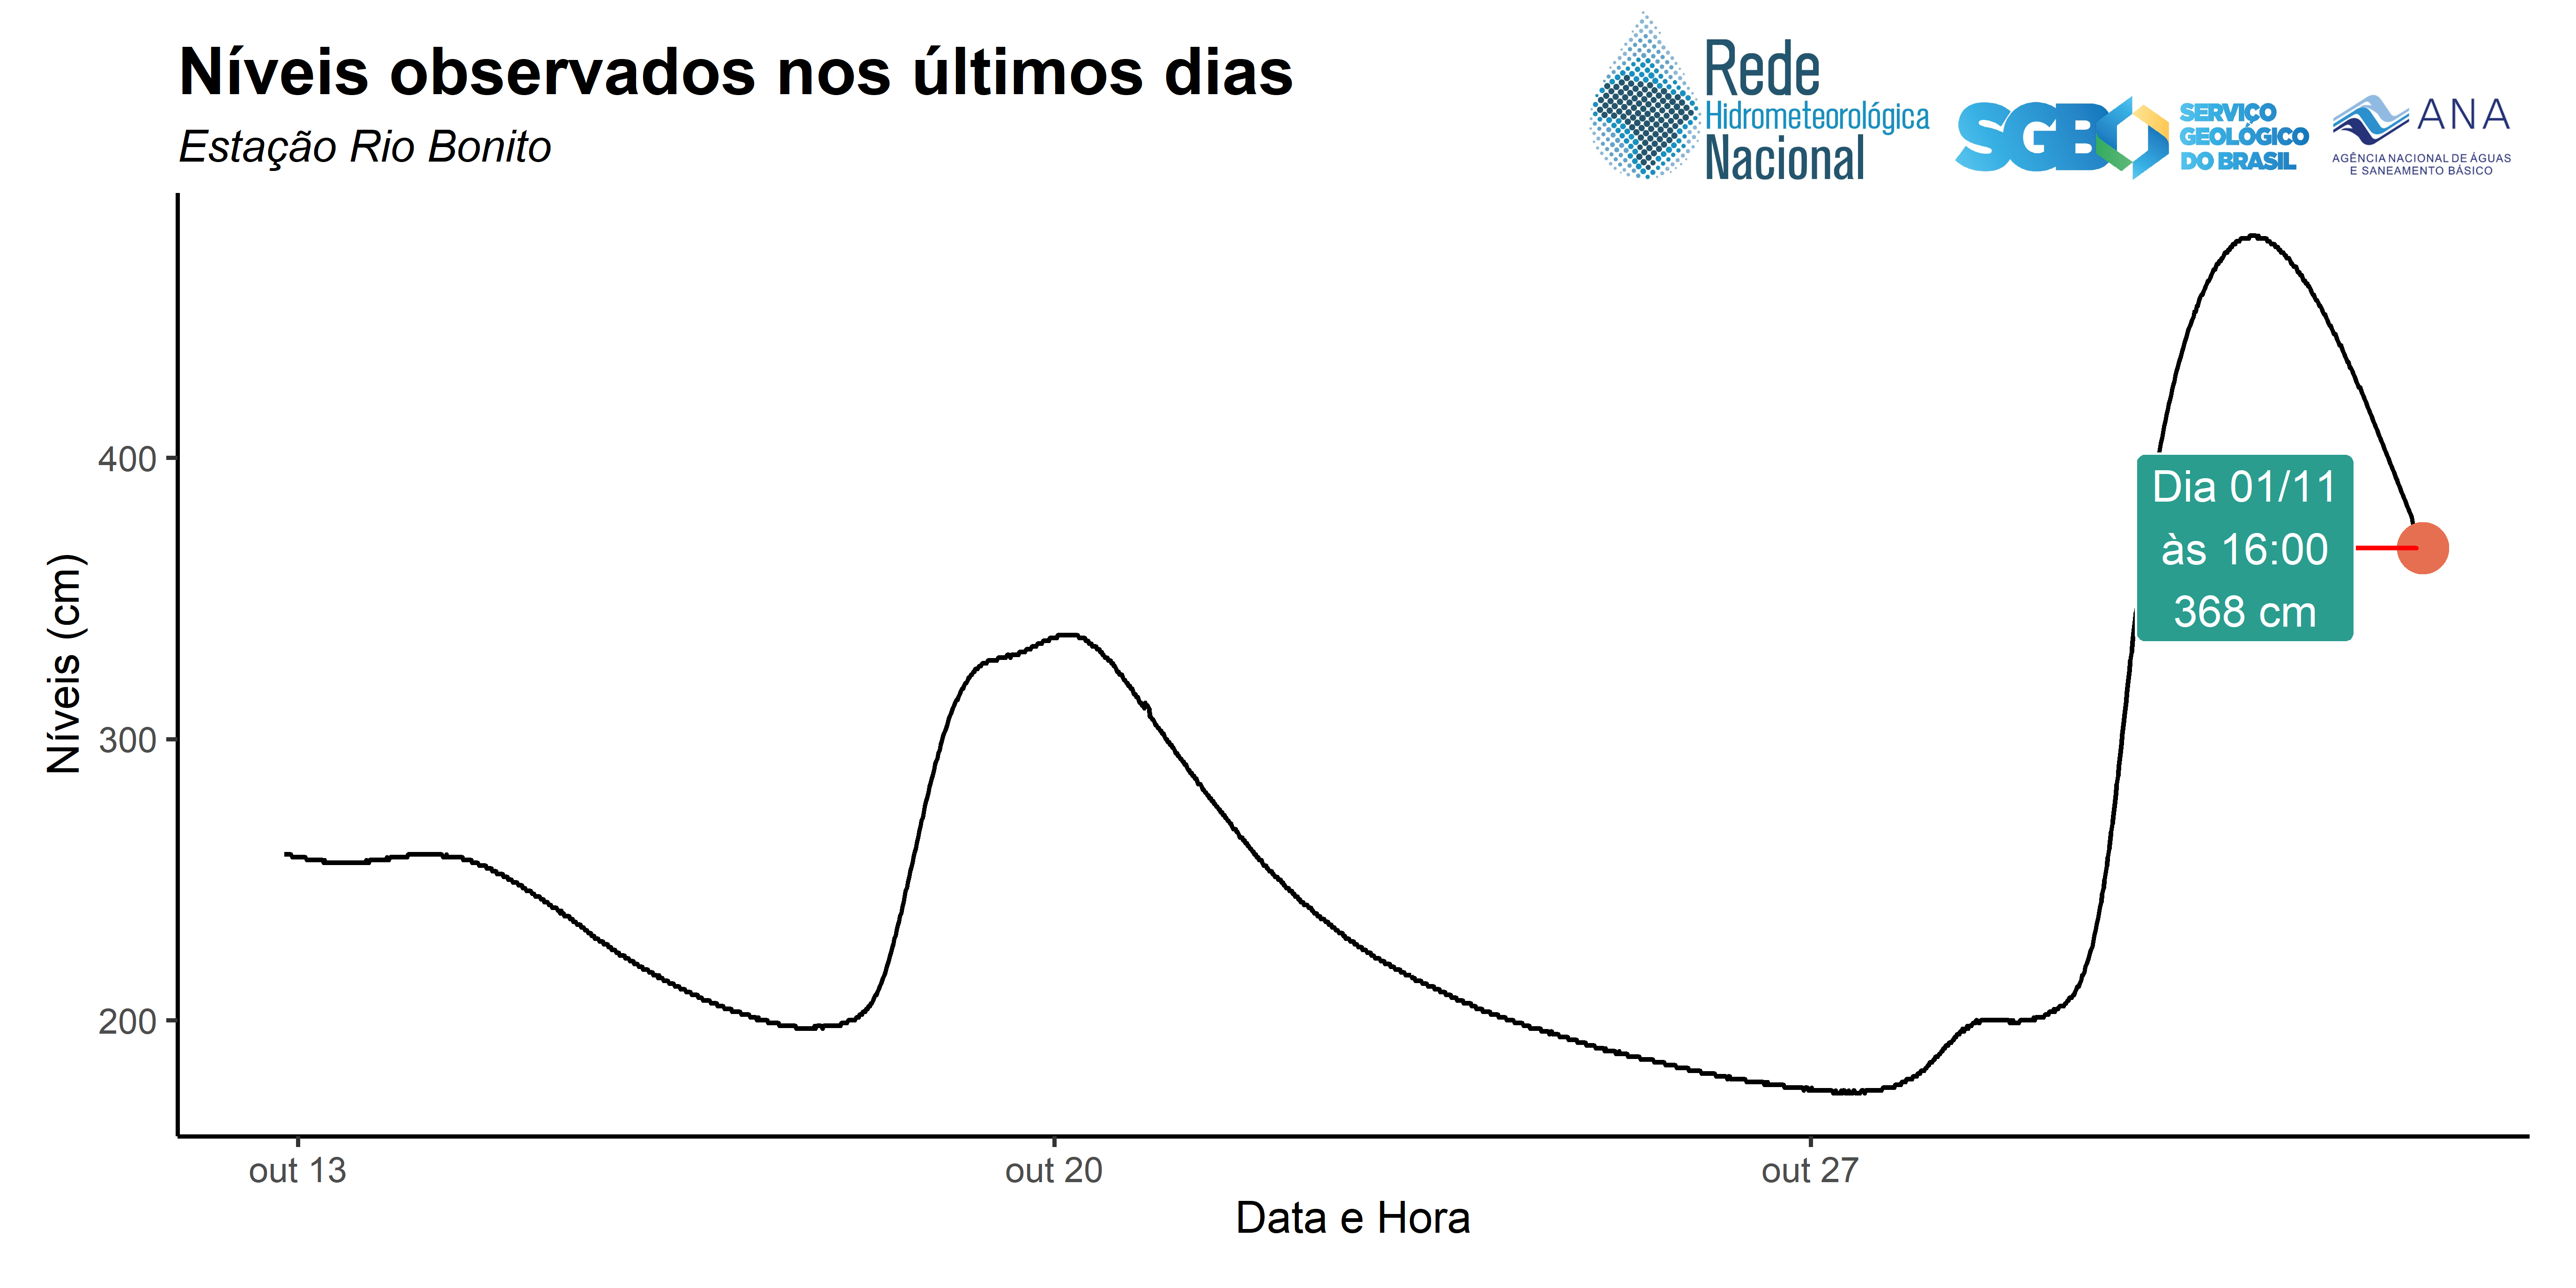 Níveis observados nos últimos dias
Estação Rio Bonito
Rede
Hidrometeorológica
Nacional
SGB
SERVIÇO
GEOLÓGICO
DO BRASIL
ANA
AGÊNCIA NACIONAL DE ÁGUAS
E SANEAMENTO BÁSICO
Níveis (cm)
400
300
200
Dia 01/11
às 16:00
368 cm
out 13
out 20
out 27
Data e Hora